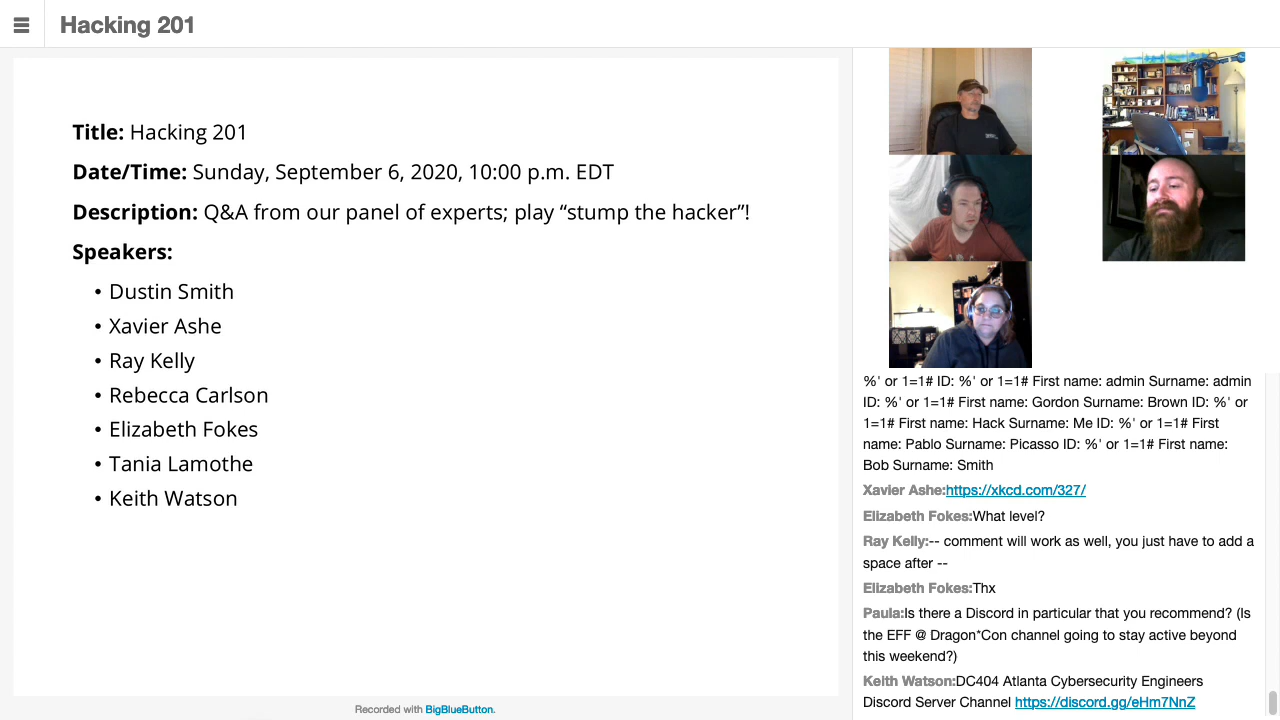 Hacking 201
Title: Hacking 201
Date/Time: Sunday, September 6, 2020, 10:00 p.m. EDT
Description: Q&A from our panel of experts; play “stump the hacker”!
Speakers:
• Dustin Smith
• Xavier Ashe
• Ray Kelly
• Rebecca Carlson
• Elizabeth Fokes
• Tania Lamothe
• Keith Watson
Recorded with BigBlueButton.
%' or 1=1# ID: %' or 1=1# First name: admin Surname: admin
ID: %' or 1=1# First name: Gordon Surname: Brown ID: %' or
1=1# First name: Hack Surname: Me ID: %' or 1=1# First
name: Pablo Surname: Picasso ID: %' or 1=1# First name:
Bob Surname: Smith
Xavier Ashe:https://xkcd.com/327/
Elizabeth Fokes:What level?
Ray Kelly:-- comment will work as well, you just have to add a
space after --
Elizabeth Fokes:Thx
Paula:Is there a Discord in particular that you recommend? (Is
the EFF @ Dragon*Con channel going to stay active beyond
this weekend?)
Keith Watson:DC404 Atlanta Cybersecurity Engineers
Discord Server Channel https://discord.gg/eHm7NnZ